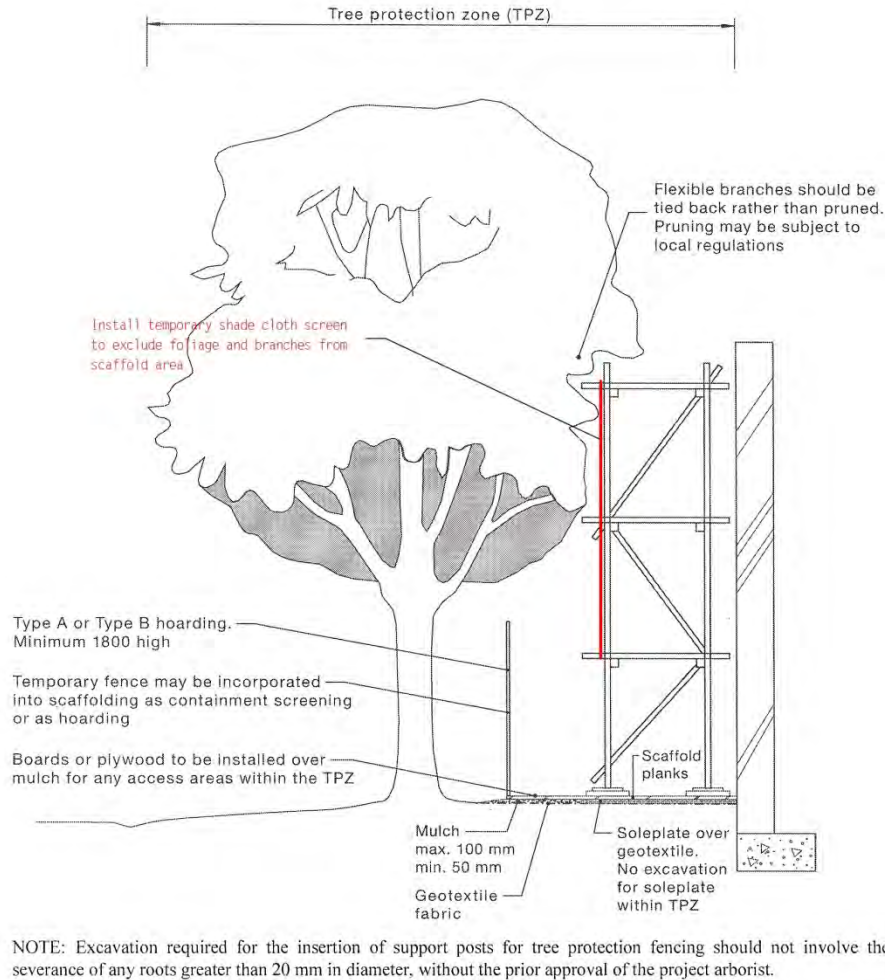 Tree protection zone (TPZ)
Flexible branches should be
tied back rather than pruned.
Pruning may be subject to
local regulations
Install temporary shade cloth screen
to exclude foliage and branches from
scaffold area
Type A or Type B hoarding.
Minimum 1800 high
Temporary fence may be incorporated
into scaffolding as containment screening
or as hoarding
Boards or plywood to be installed over
mulch for any access areas within the TPZ
Scaffold
planks
Mulch
max. 100 mm
min. 50 mm
Geotextile
fabric
Soleplate over
geotextile.
No excavation
for soleplate
within TPZ
NOTE: Excavation required for the insertion of support posts for tree protection fencing should not involve the
severance of any roots greater than 20 mm in diameter, without the prior approval of the project arborist.